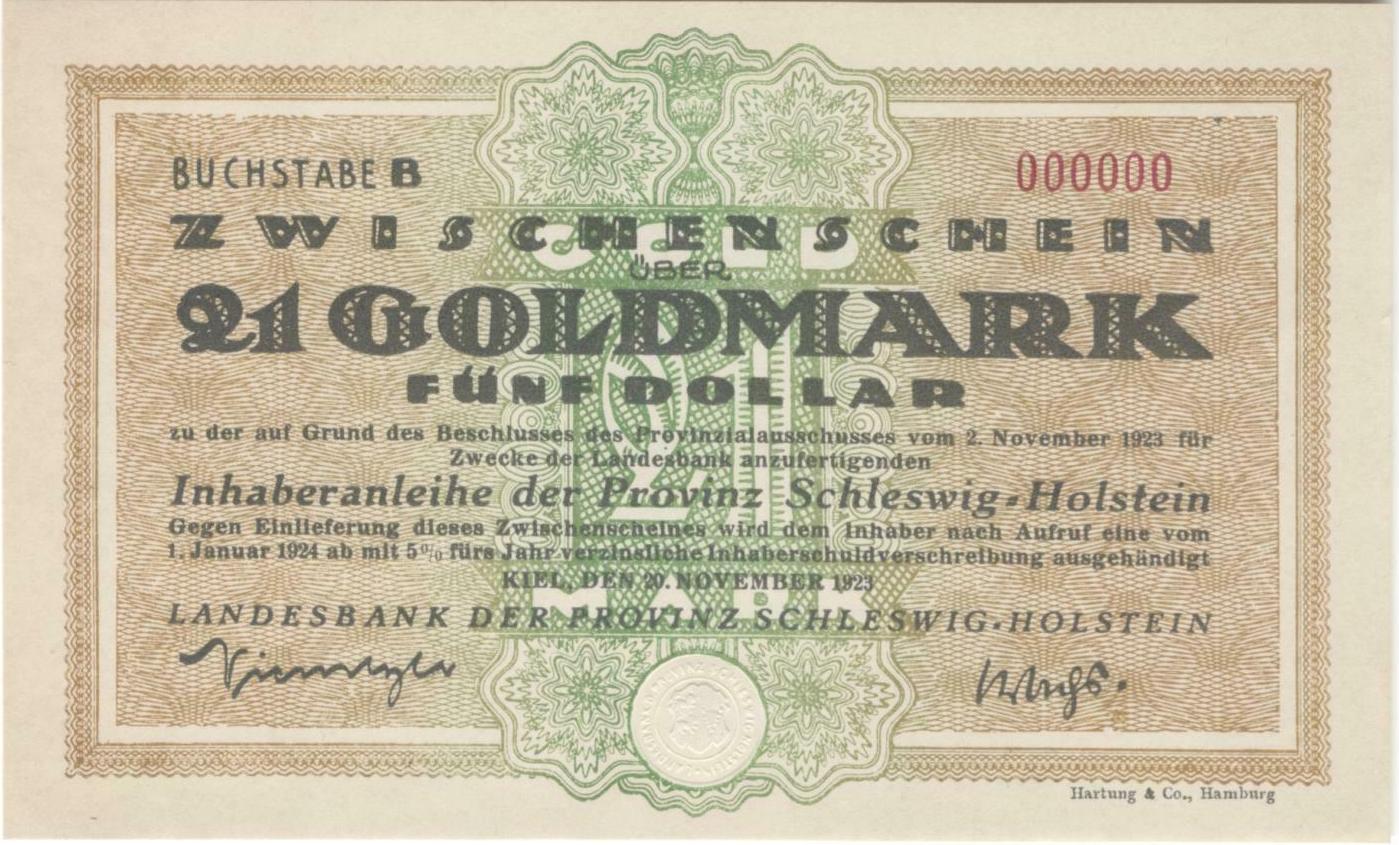 BUCHSTABE B
000000
ZWISCHENSCHEIN
GOLD
ÜBER
21 GOLDMARK
FÜNF DOLLAR
21
zu der auf Grund des Beschlusses des Provinzialausschusses vom 2. November 1923 für
Zwecke der Landesbank anzufertigenden
Inhaberanleihe der Provinz Schleswig-Holstein
Gegen Einlieferung dieses Zwischenscheines wird dem Inhaber nach Aufruf eine vom
1. Januar 1924 ab mit 5% fürs Jahr verzinsliche Inhaberschuldverschreibung ausgehändigt
KIEL, DEN 20. NOVEMBER 1923
MARK
LANDESBANK DER PROVINZ SCHLESWIG-HOLSTEIN
Hartung & Co., Hamburg